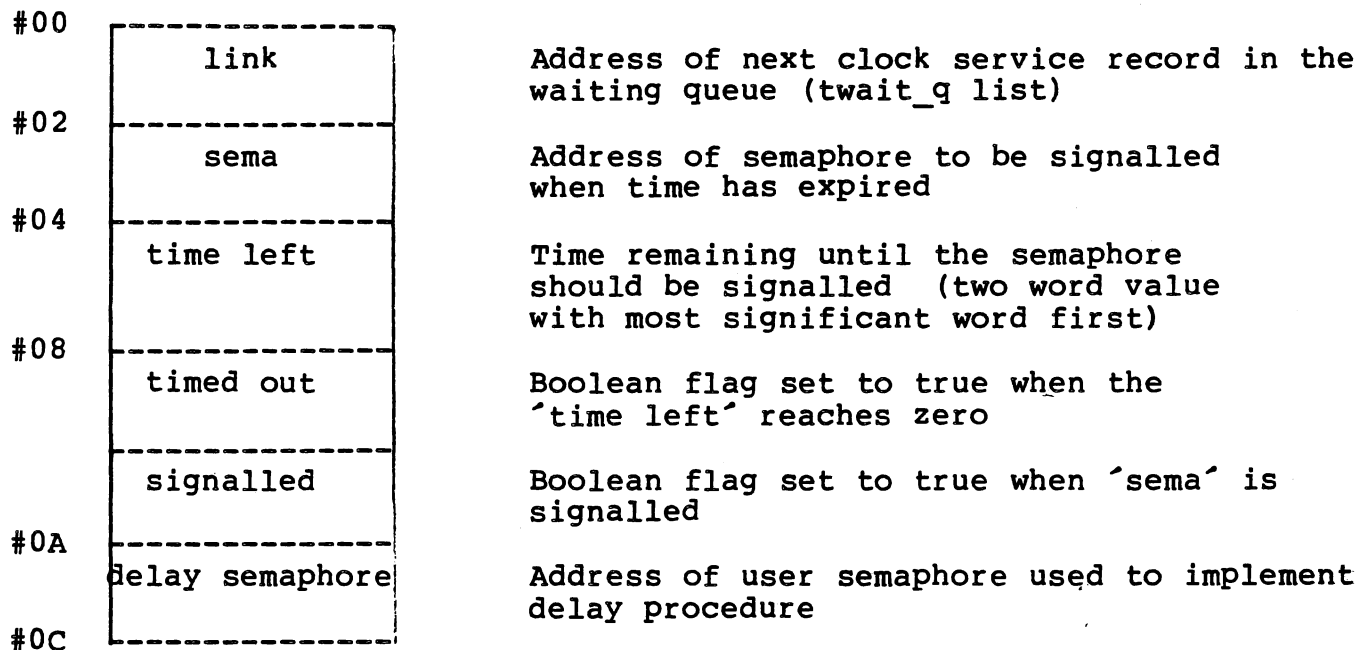 #00
link
Address of next clock service record in the
waiting queue (twait_q list)
#02
sema
Address of semaphore to be signalled
when time has expired
#04
time left
Time remaining until the semaphore
should be signalled (two word value
with most significant word first)
#08
timed out
Boolean flag set to true when the
´time left´ reaches zero
signalled
Boolean flag set to true when ´sema´ is
signalled
#0A
delay semaphore
Address of user semaphore used to implement
delay procedure
#0C